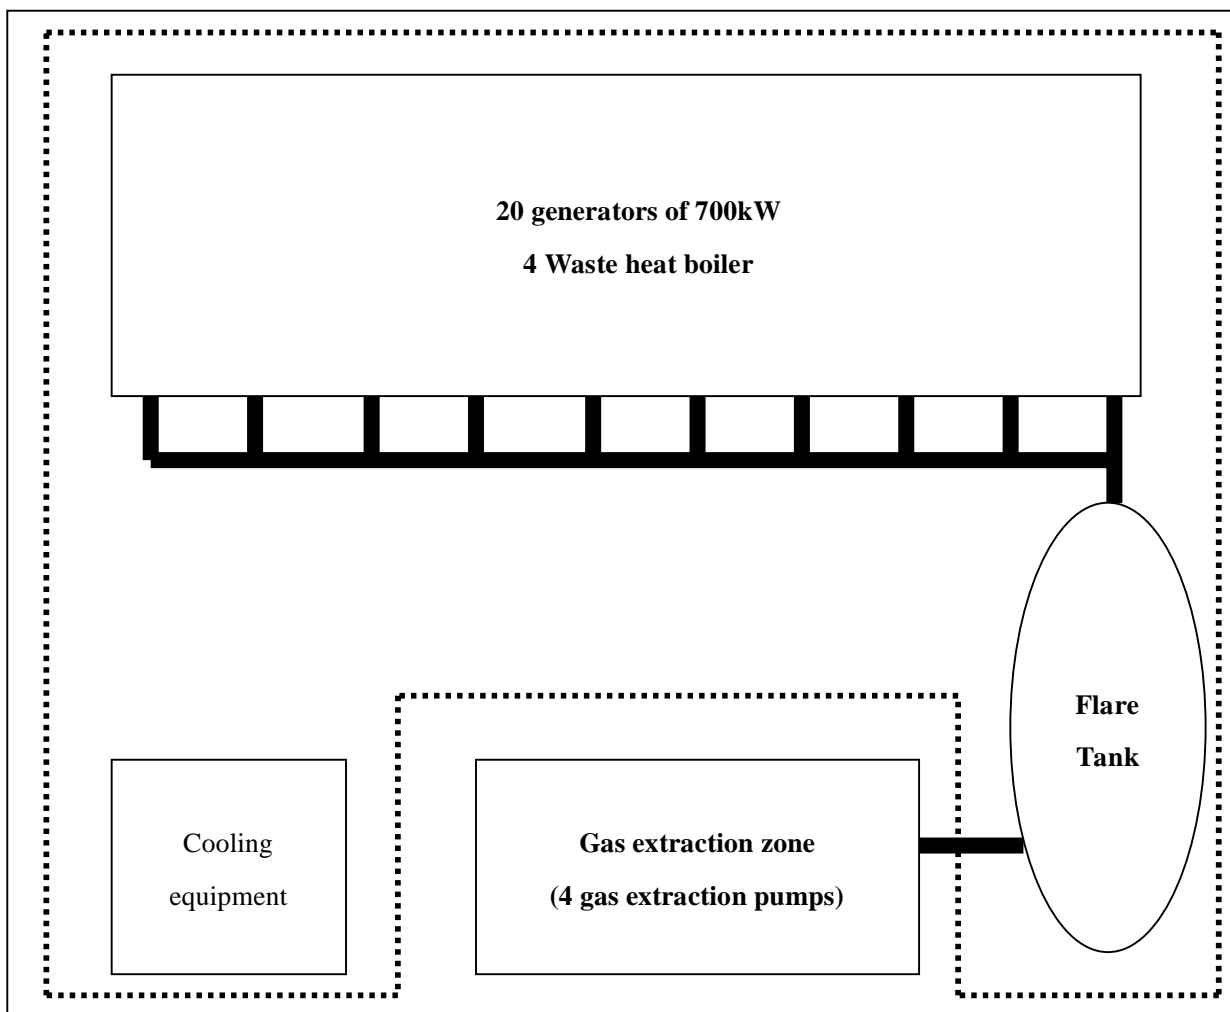 20 generators of 700kW
4 Waste heat boiler
Flare
Tank
Cooling
equipment
Gas extraction zone
(4 gas extraction pumps)